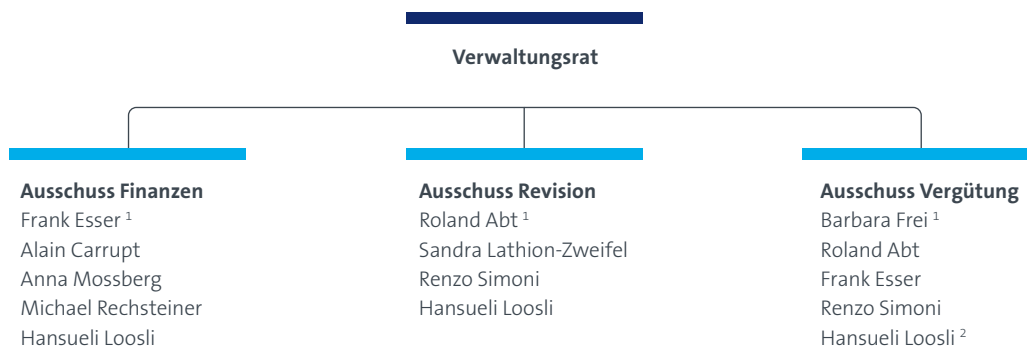 Verwaltungsrat
Ausschuss Finanzen
Frank Esser ¹
Alain Carrupt
Anna Mossberg
Michael Rechsteiner
Hansueli Loosli
Ausschuss Revision
Roland Abt ¹
Sandra Lathion-Zweifel
Renzo Simoni
Hansueli Loosli
Ausschuss Vergütung
Barbara Frei ¹
Roland Abt
Frank Esser
Renzo Simoni
Hansueli Loosli ²